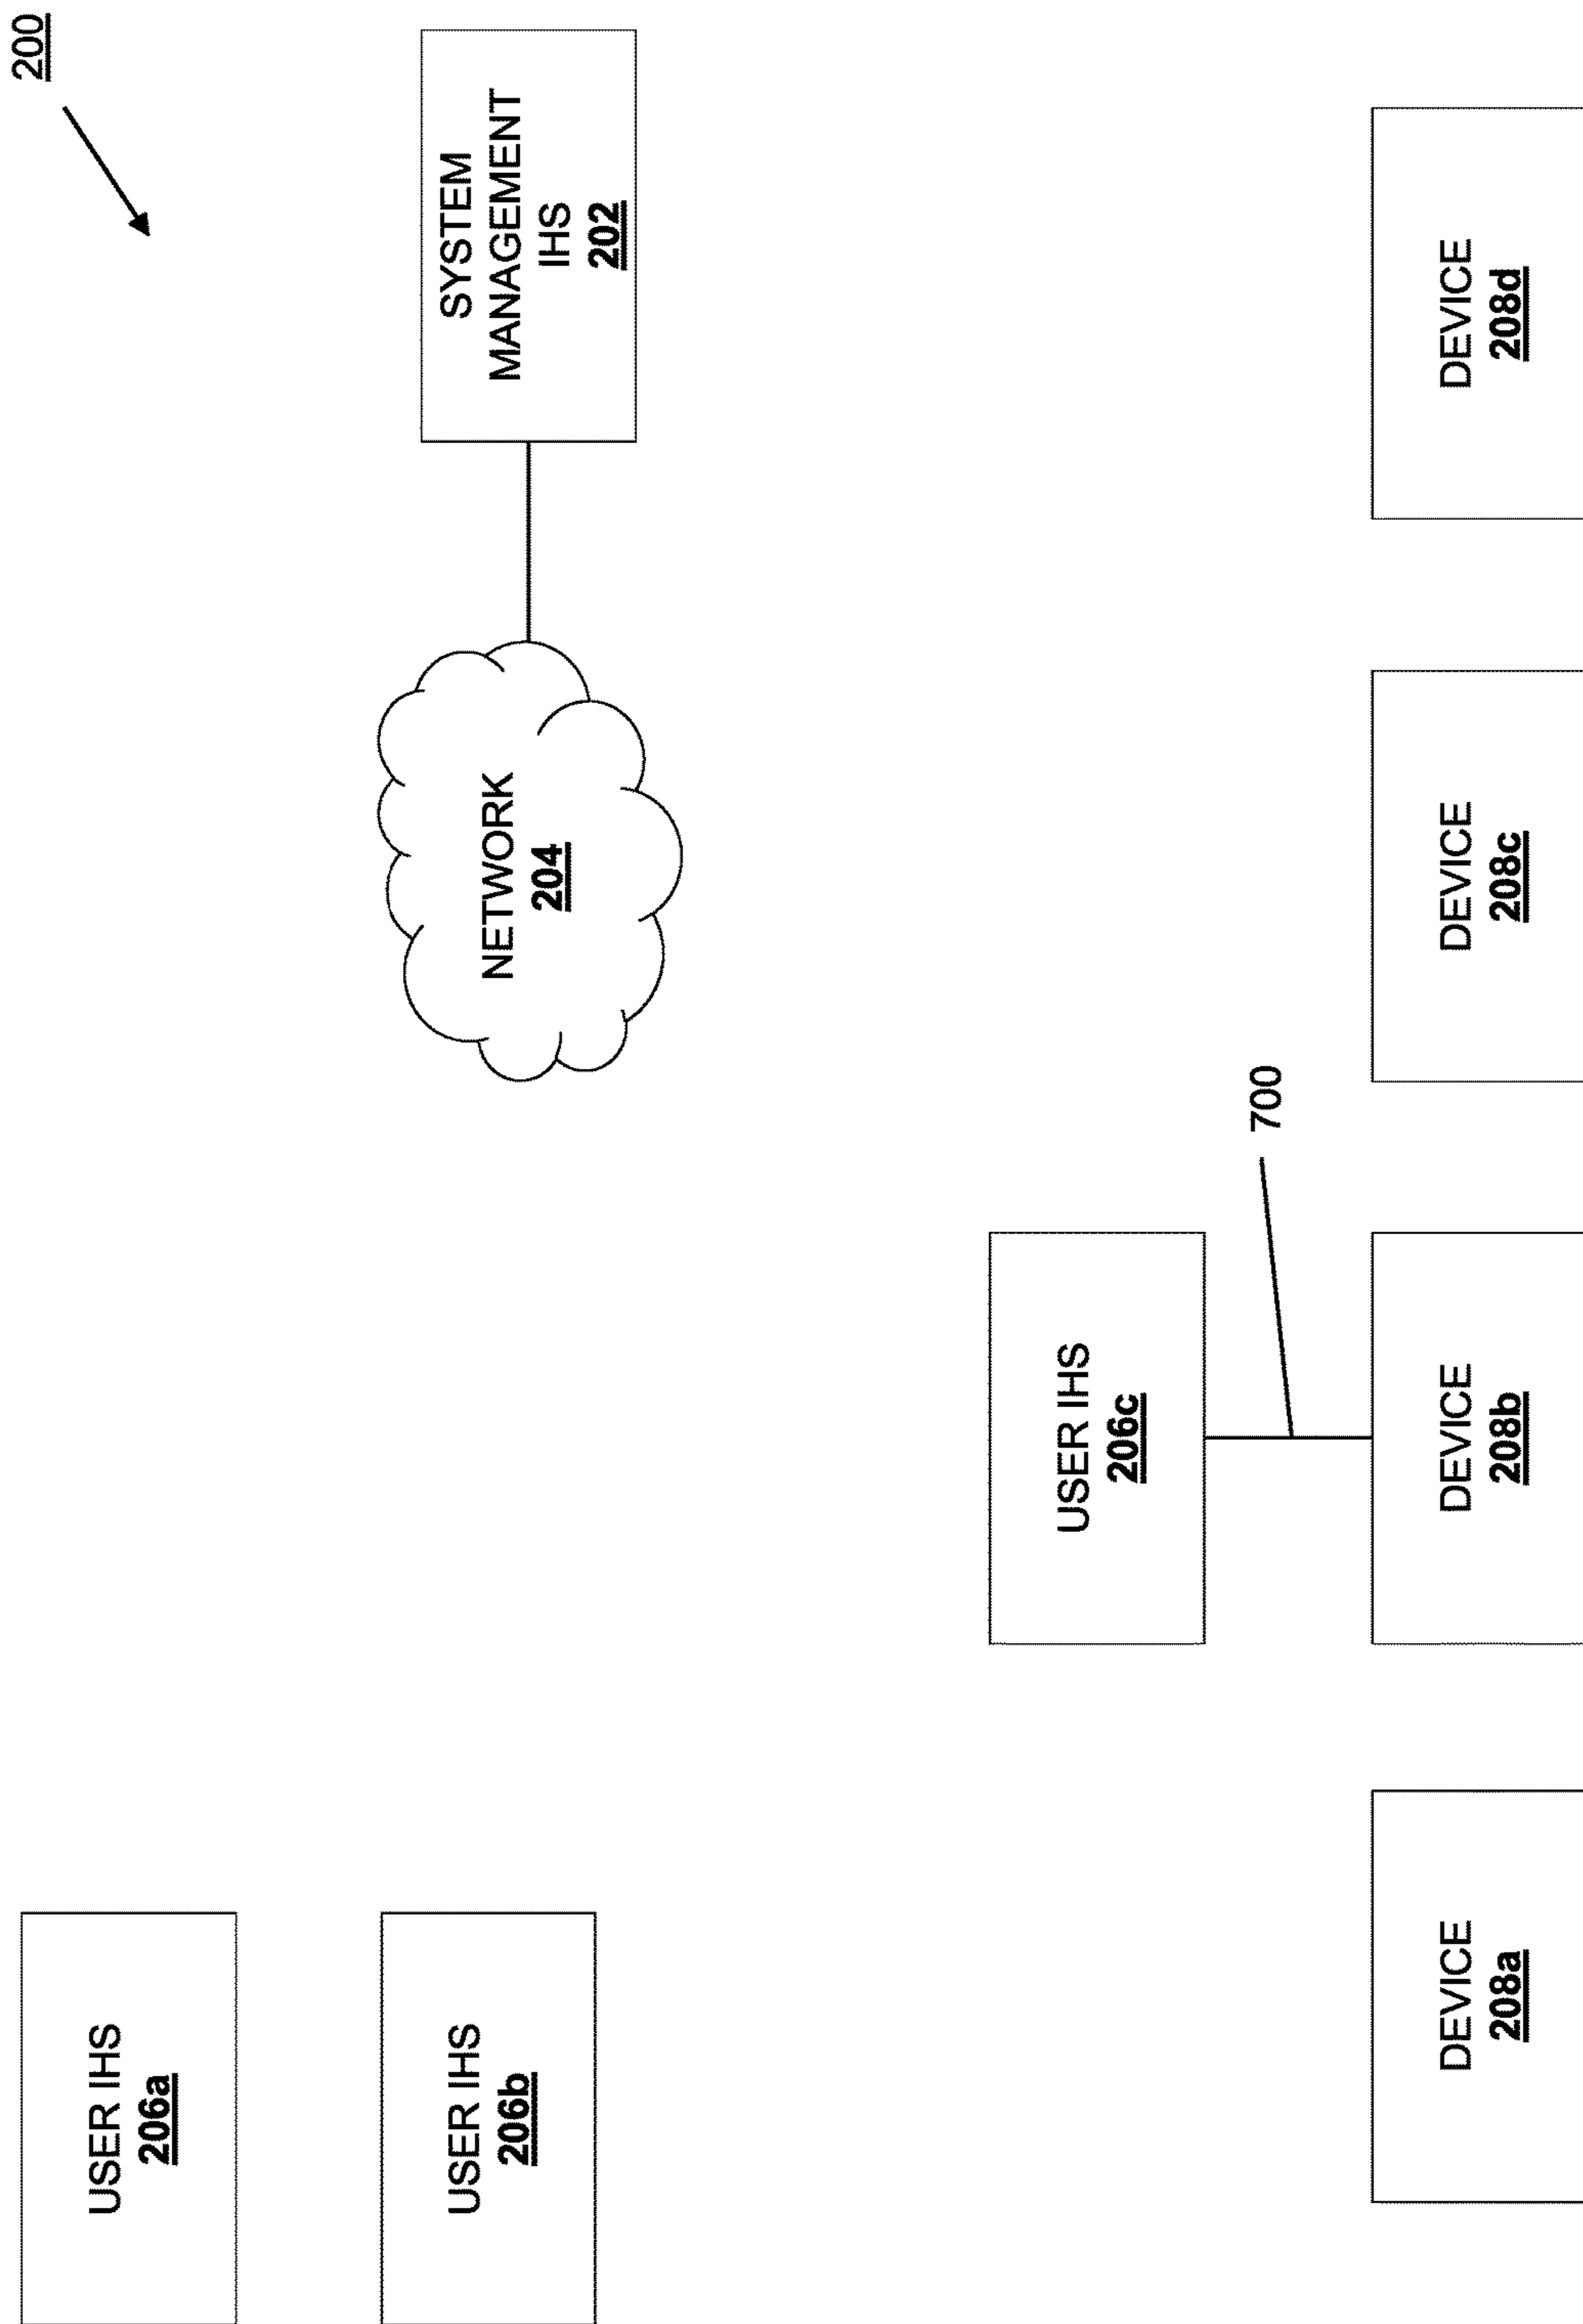 200
USER IHS
206a
USER IHS
206b
NETWORK
204
SYSTEM
MANAGEMENT
IHS
202
USER IHS
206c
700
DEVICE
208a
DEVICE
208b
DEVICE
208c
DEVICE
208d